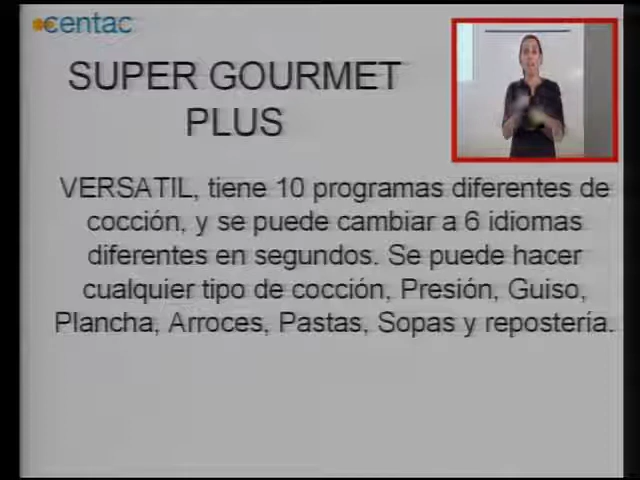 centac
SUPER GOURMET
PLUS
VERSATIL, tiene 10 programas diferentes de
cocción, y se puede cambiar a 6 idiomas
diferentes en segundos. Se puede hacer
cualquier tipo de cocción, Presión, Guiso,
Plancha, Arroces, Pastas, Sopas y repostería.